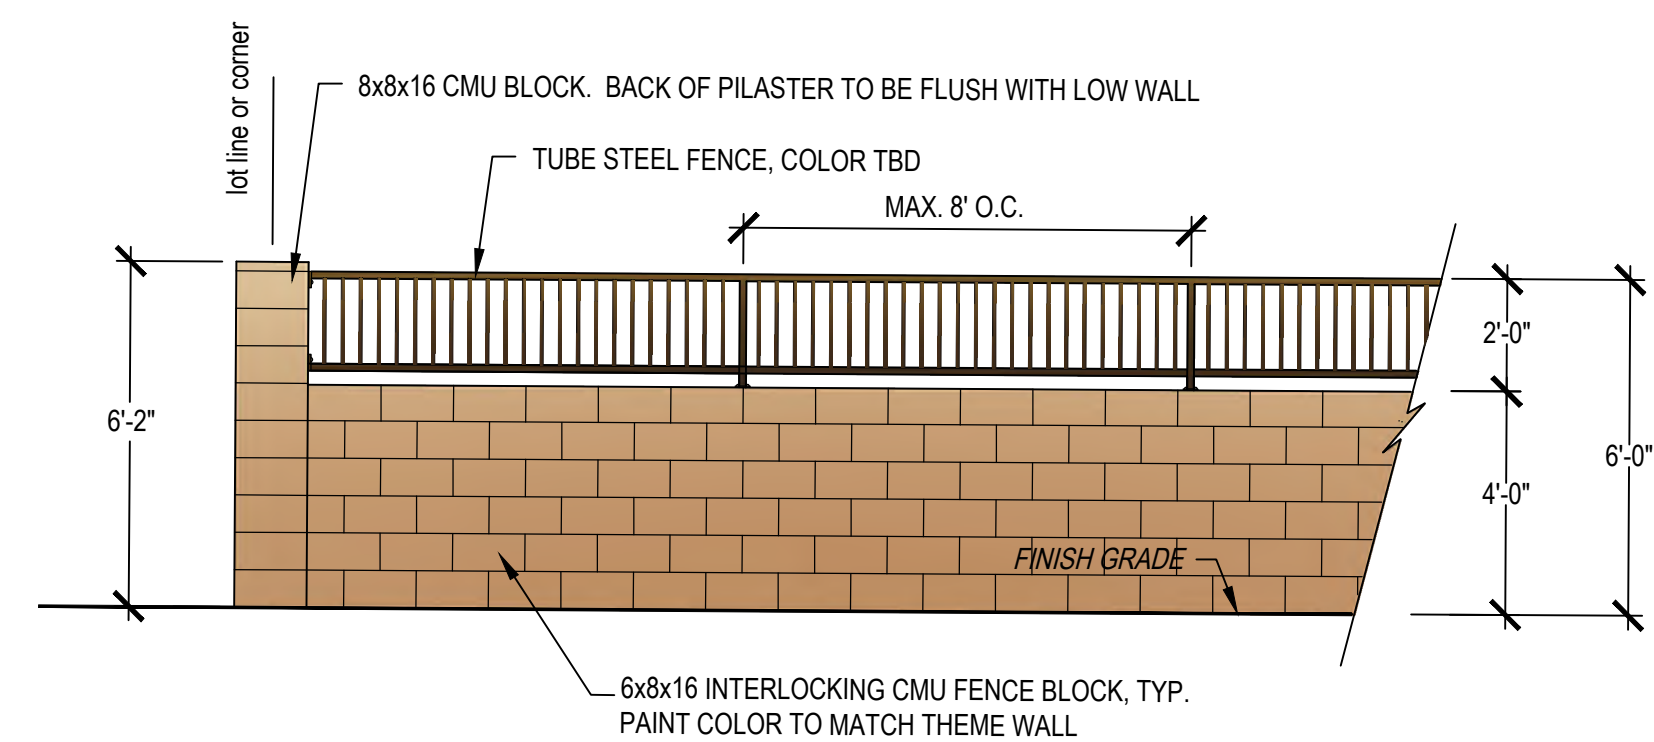 lot line or corner
8x8x16 CMU BLOCK.  BACK OF PILASTER TO BE FLUSH WITH LOW WALL
TUBE STEEL FENCE, COLOR TBD
MAX. 8' O.C.
2'-0"
6'-2"
6'-0"
4'-0"
FINISH GRADE
6x8x16 INTERLOCKING CMU FENCE BLOCK, TYP.
PAINT COLOR TO MATCH THEME WALL